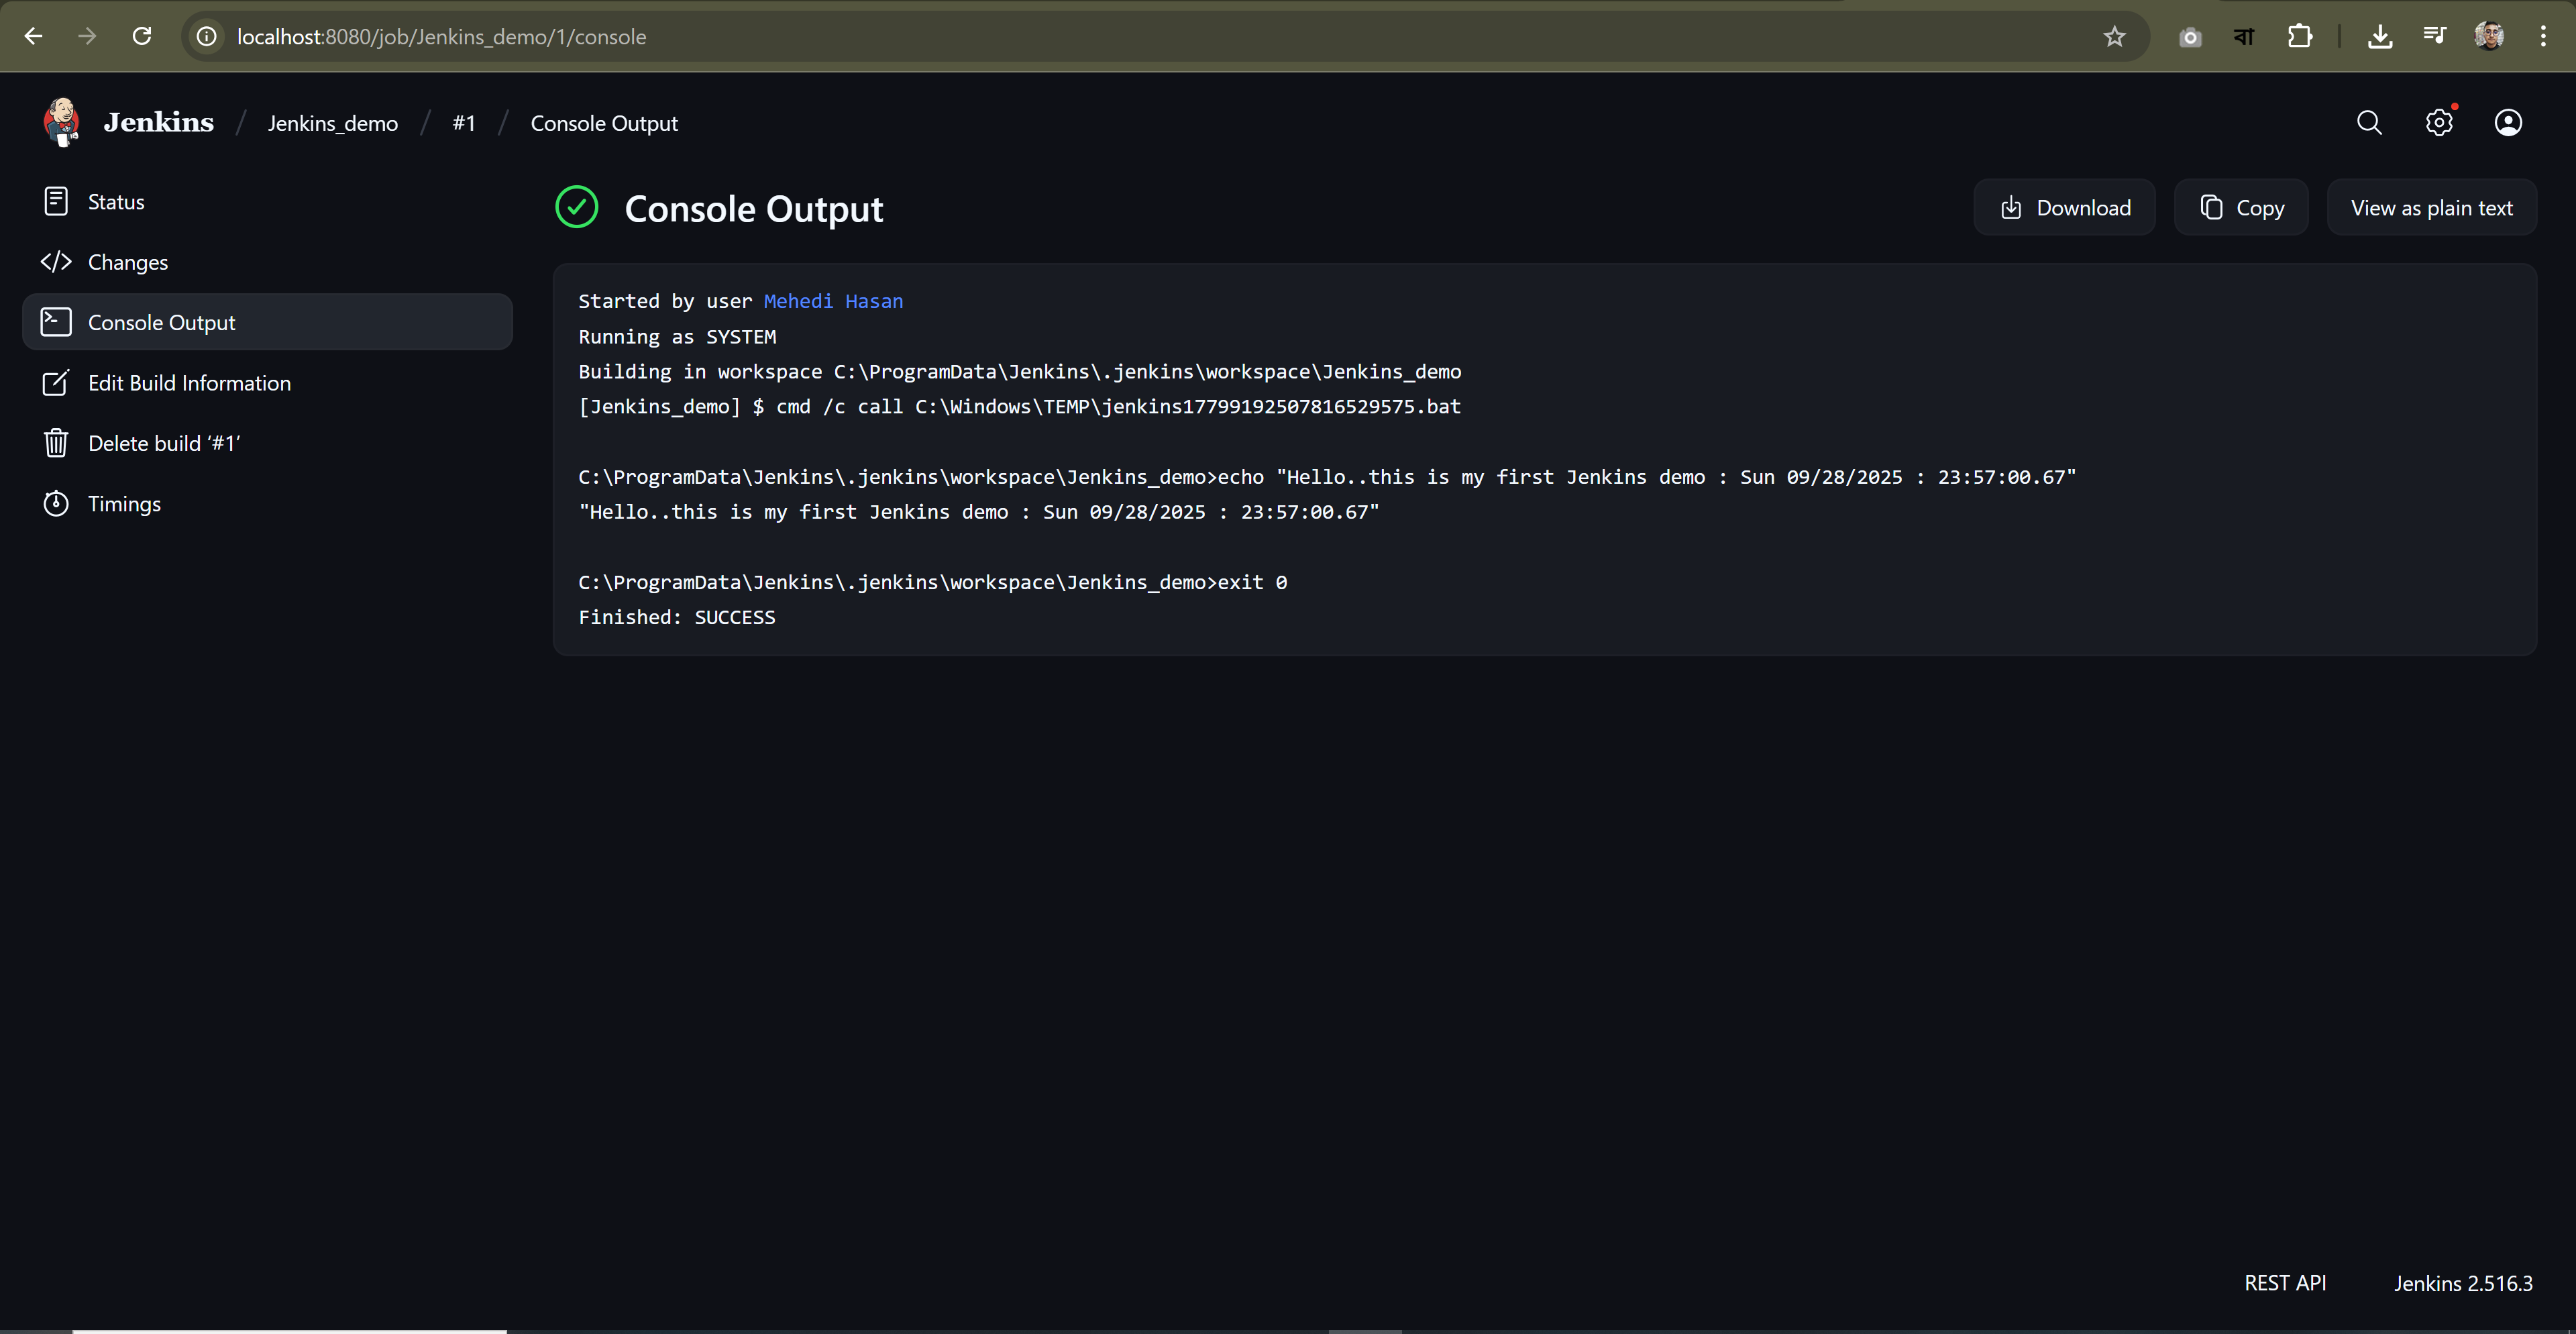 localhost:8080/job/Jenkins_demo/1/console
বা
Jenkins / Jenkins_demo / #1 / Console Output
Status
Changes
Console Output
Edit Build Information
Delete build ‘#1’
Timings
Console Output
Download
Copy
View as plain text
Started by user Mehedi Hasan
Running as SYSTEM
Building in workspace C:\ProgramData\Jenkins\.jenkins\workspace\Jenkins_demo
[Jenkins_demo] $ cmd /c call C:\Windows\TEMP\jenkins17799192507816529575.bat
C:\ProgramData\Jenkins\.jenkins\workspace\Jenkins_demo>echo "Hello..this is my first Jenkins demo : Sun 09/28/2025 : 23:57:00.67"
"Hello..this is my first Jenkins demo : Sun 09/28/2025 : 23:57:00.67"
C:\ProgramData\Jenkins\.jenkins\workspace\Jenkins_demo>exit 0
Finished: SUCCESS
REST API
Jenkins 2.516.3